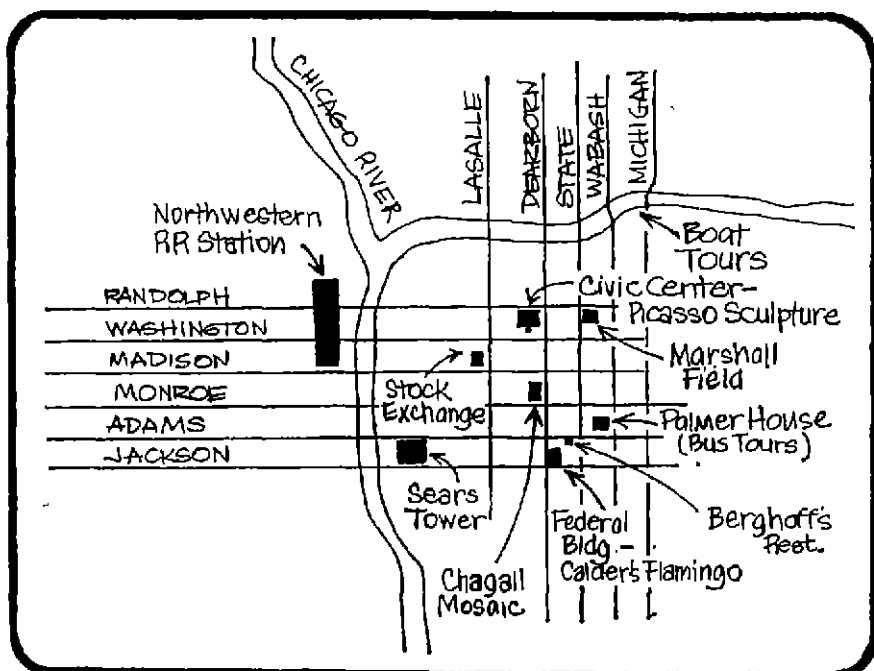 CHICAGO RIVER
LASALLE
DEARBORN
STATE
WABASH
MICHIGAN
Northwestern
RR Station
Boat
Tours
RANDOLPH
WASHINGTON
MADISON
MONROE
ADAMS
JACKSON
Civic Center-
Picasso Sculpture
Marshall
Field
Stock
Exchange
Palmer House
(Bus Tours)
Sears
Tower
Federal
Bldg.-
Calder's Flamingo
Berghoff's
Rest.
Chagall
Mosaic